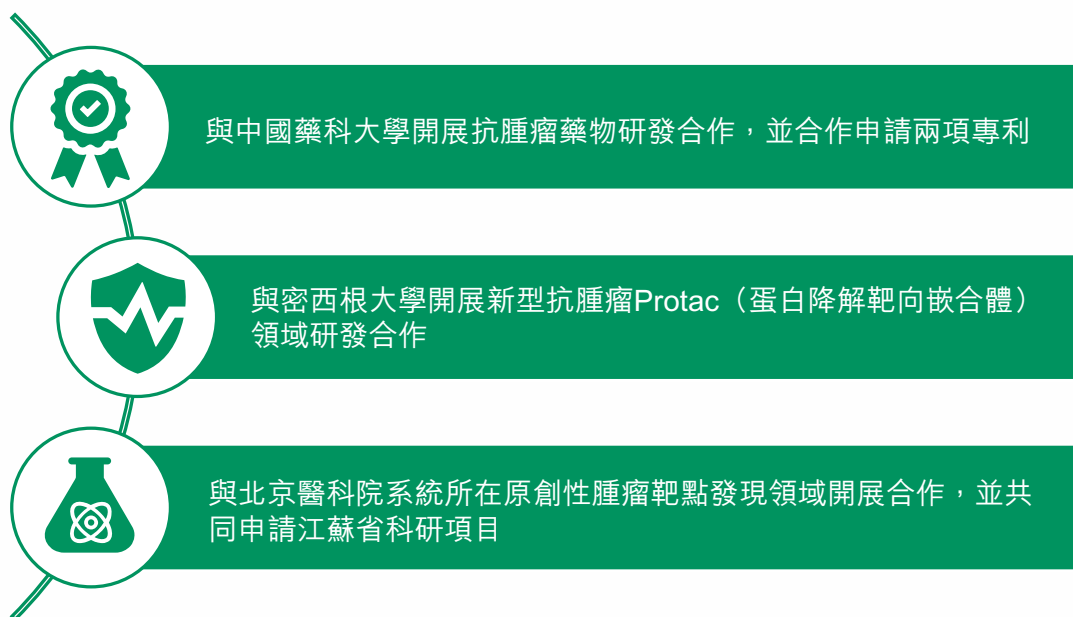 與中國藥科大學開展抗腫瘤藥物研發合作，並合作申請兩項專利
與密西根大學開展新型抗腫瘤Protac（蛋白降解靶向嵌合體）
領域研發合作
與北京醫科院系統所在原創性腫瘤靶點發現領域開展合作，並共
同申請江蘇省科研項目